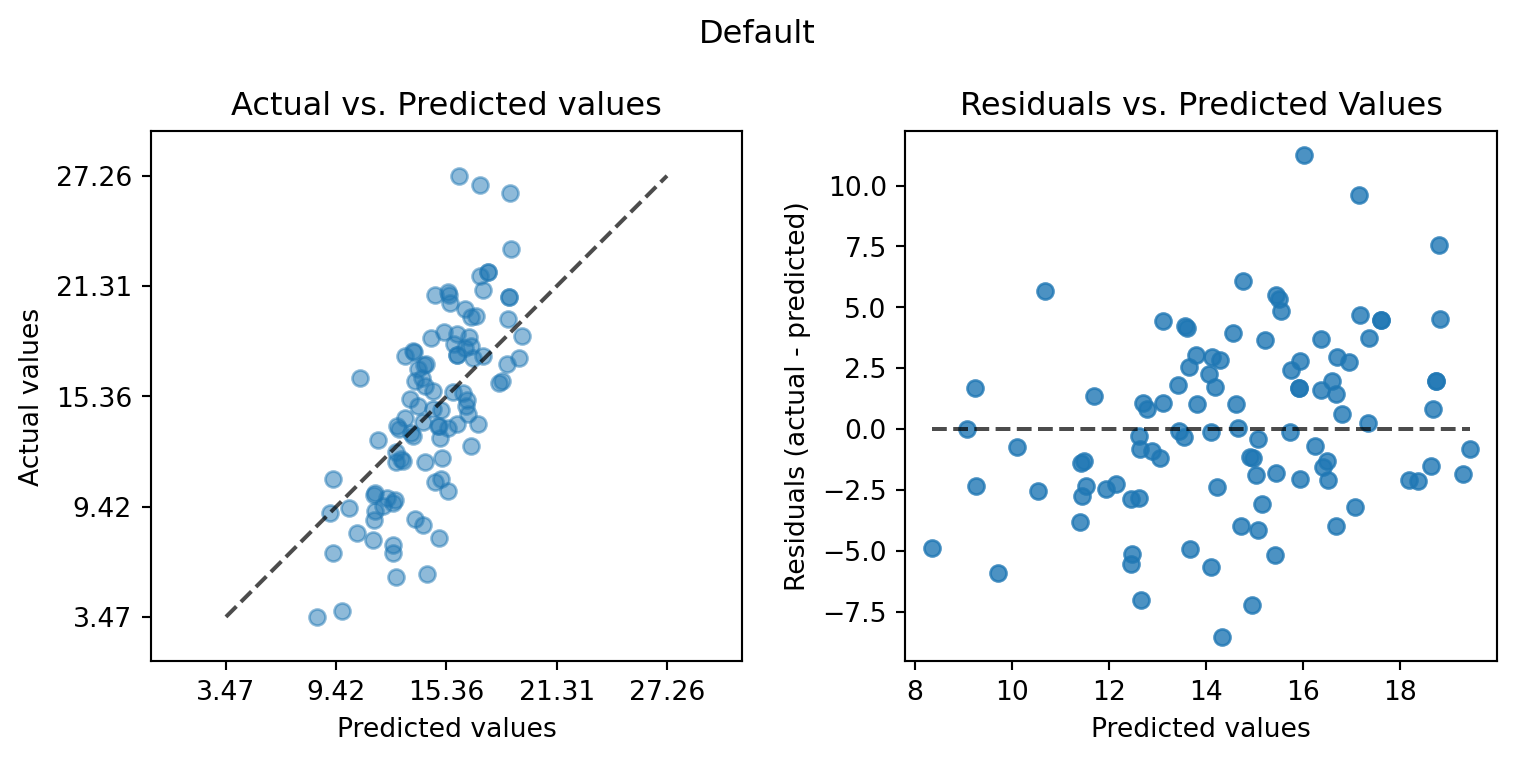 Default
Actual vs. Predicted values
Actual values
27.26
21.31
15.36
9.42
3.47
3.47 9.42 15.36 21.31 27.26
Predicted values
Residuals vs. Predicted Values
Residuals (actual - predicted)
10.0
7.5
5.0
2.5
0.0
−2.5
−5.0
−7.5
8 10 12 14 16 18
Predicted values